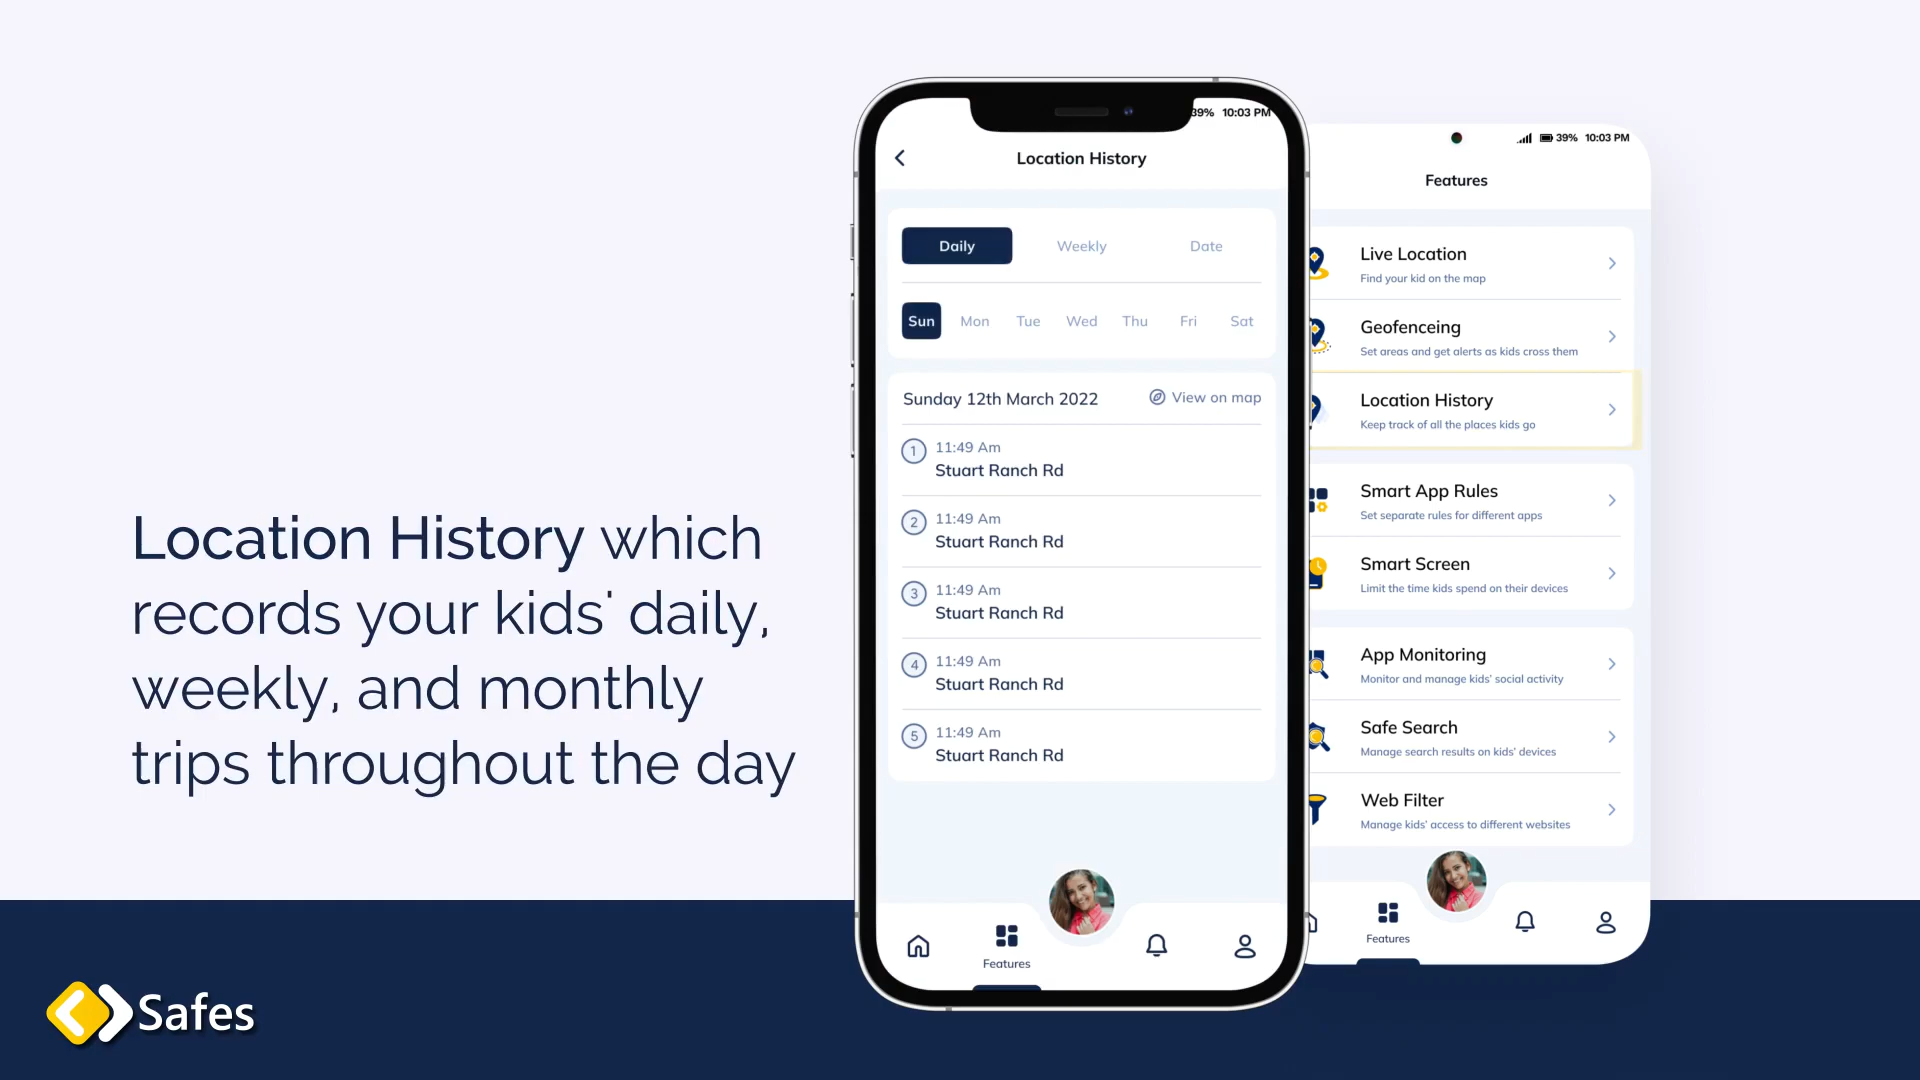 Location History which
records your kids' daily,
weekly, and monthly
trips throughout the day
Safes
39% 10:03 PM
Location History
Daily Weekly Date
Sun Mon Tue Wed Thu Fri Sat
Sunday 12th March 2022 View on map
1 11:49 Am
Stuart Ranch Rd
2 11:49 Am
Stuart Ranch Rd
3 11:49 Am
Stuart Ranch Rd
4 11:49 Am
Stuart Ranch Rd
5 11:49 Am
Stuart Ranch Rd
Features
39% 10:03 PM
Features
Live Location
Find your kid on the map
Geofenceing
Set areas and get alerts as kids cross them
Location History
Keep track of all the places kids go
Smart App Rules
Set separate rules for different apps
Smart Screen
Limit the time kids spend on their devices
App Monitoring
Monitor and manage kids' social activity
Safe Search
Manage search results on kids' devices
Web Filter
Manage kids' access to different websites
Features